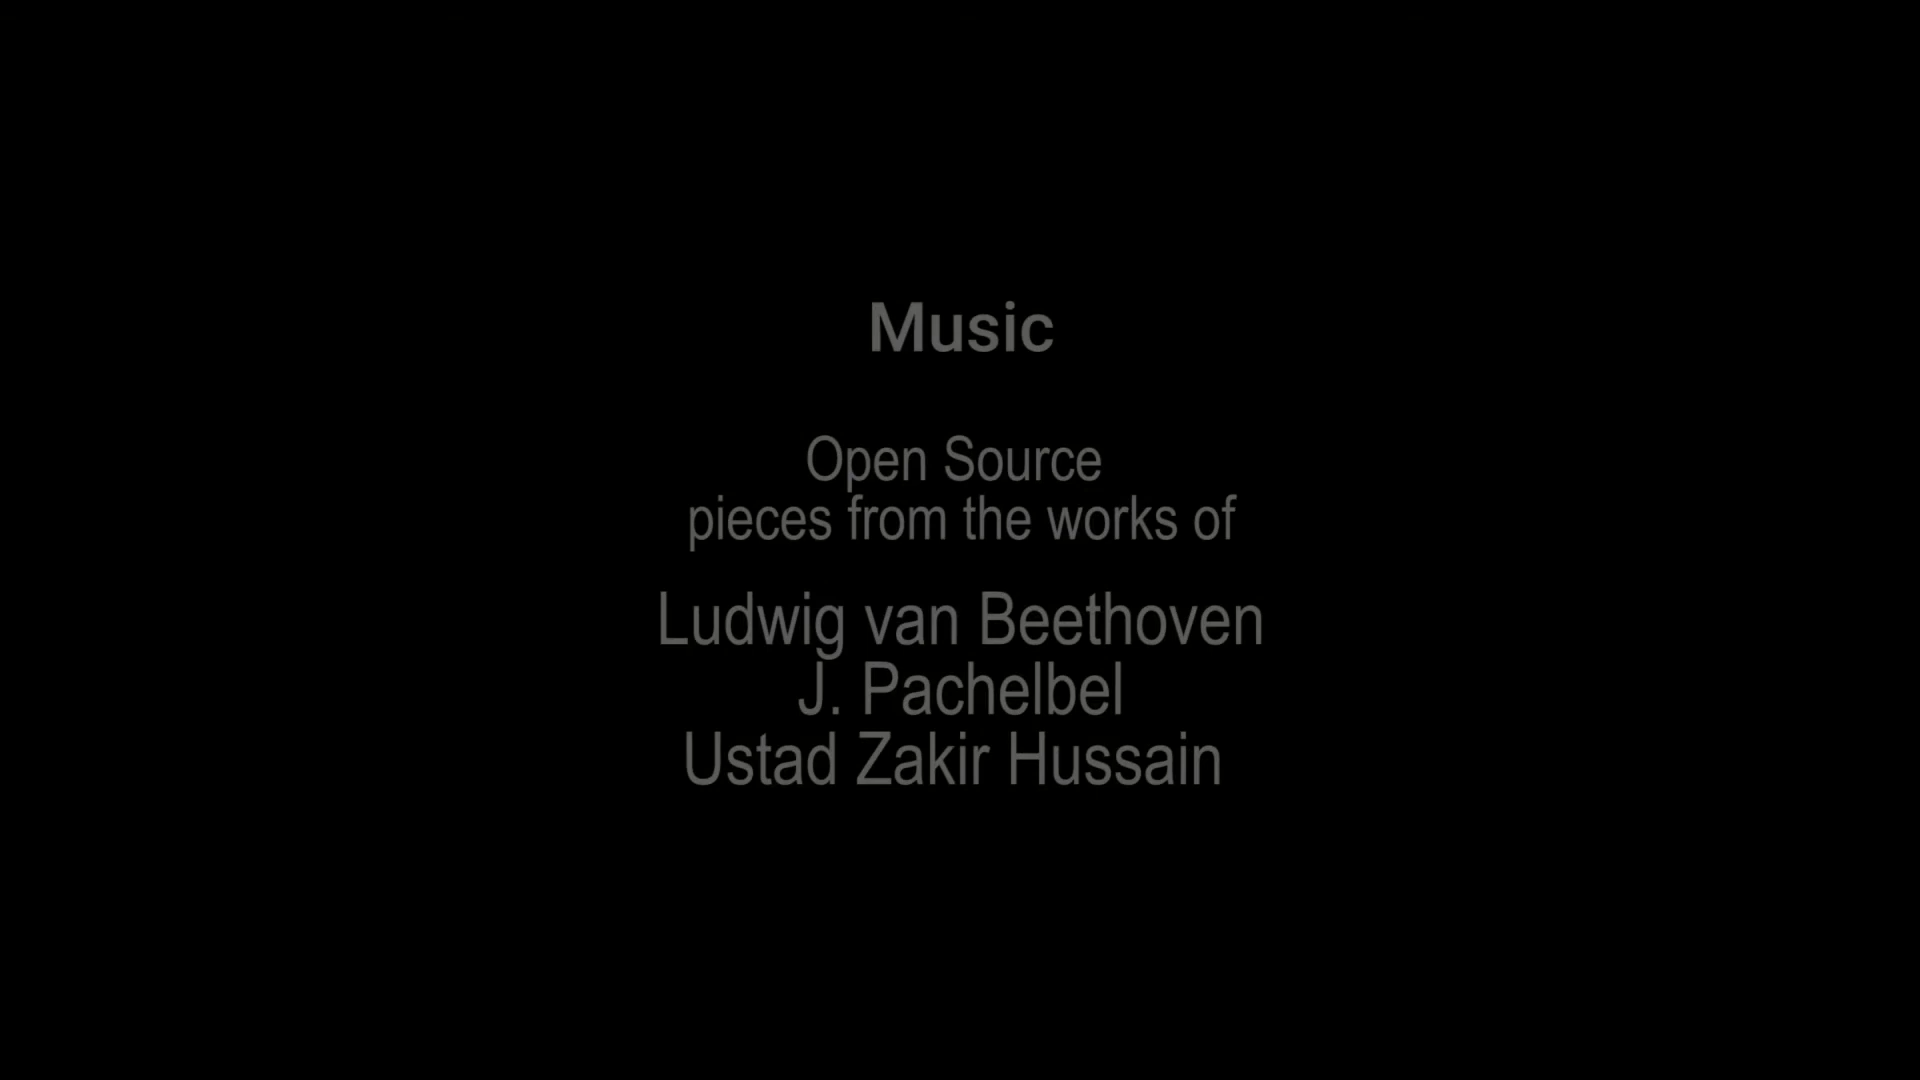 Music
Open Source
pieces from the works of
Ludwig van Beethoven
J. Pachelbel
Ustad Zakir Hussain